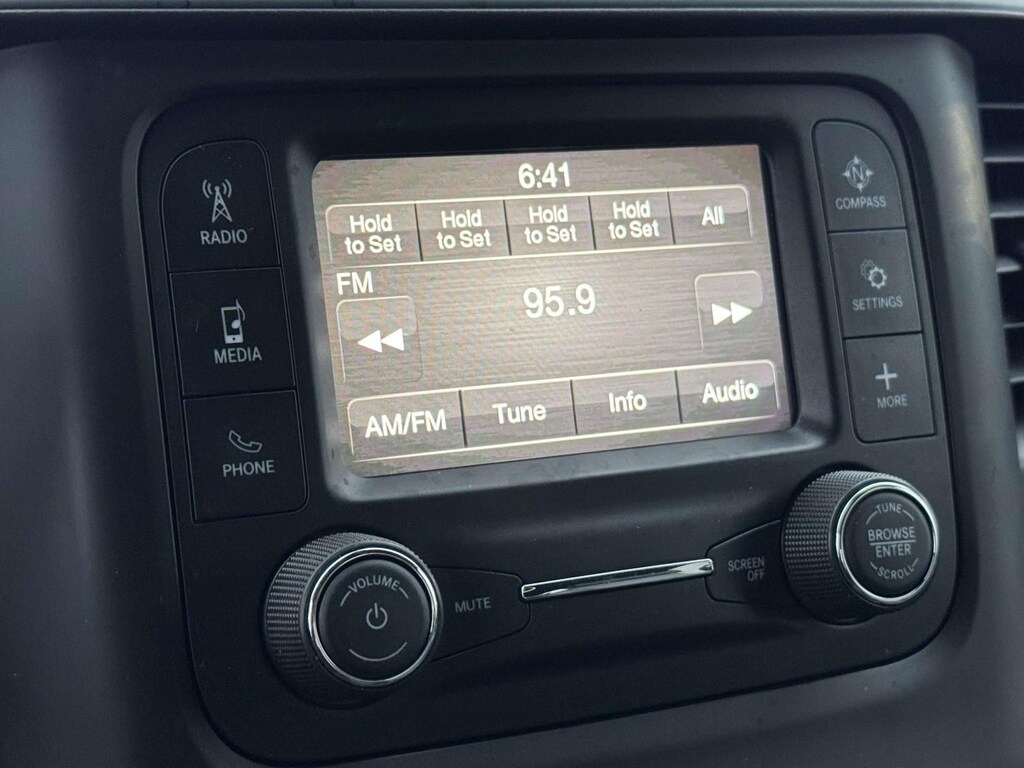 6:41
Hold
to Set
Hold
to Set
Hold
to Set
Hold
to Set
All
FM
95.9
AM/FM
Tune
Info
Audio
RADIO
MEDIA
PHONE
N
COMPASS
SETTINGS
MORE
VOLUME
MUTE
SCREEN
OFF
TUNE
BROWSE
ENTER
SCROLL